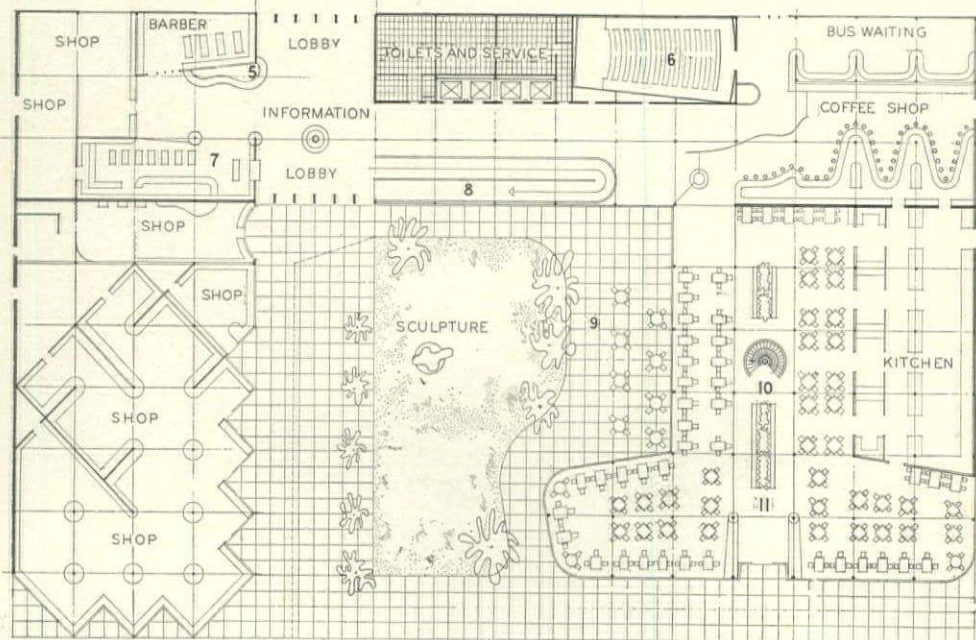 SHOP
BARBER
LOBBY
TOILETS AND SERVICE
BUS WAITING
5
6
SHOP
INFORMATION
COFFEE SHOP
7
LOBBY
8
SHOP
SHOP
SCULPTURE
9
KITCHEN
10
SHOP
11
SHOP